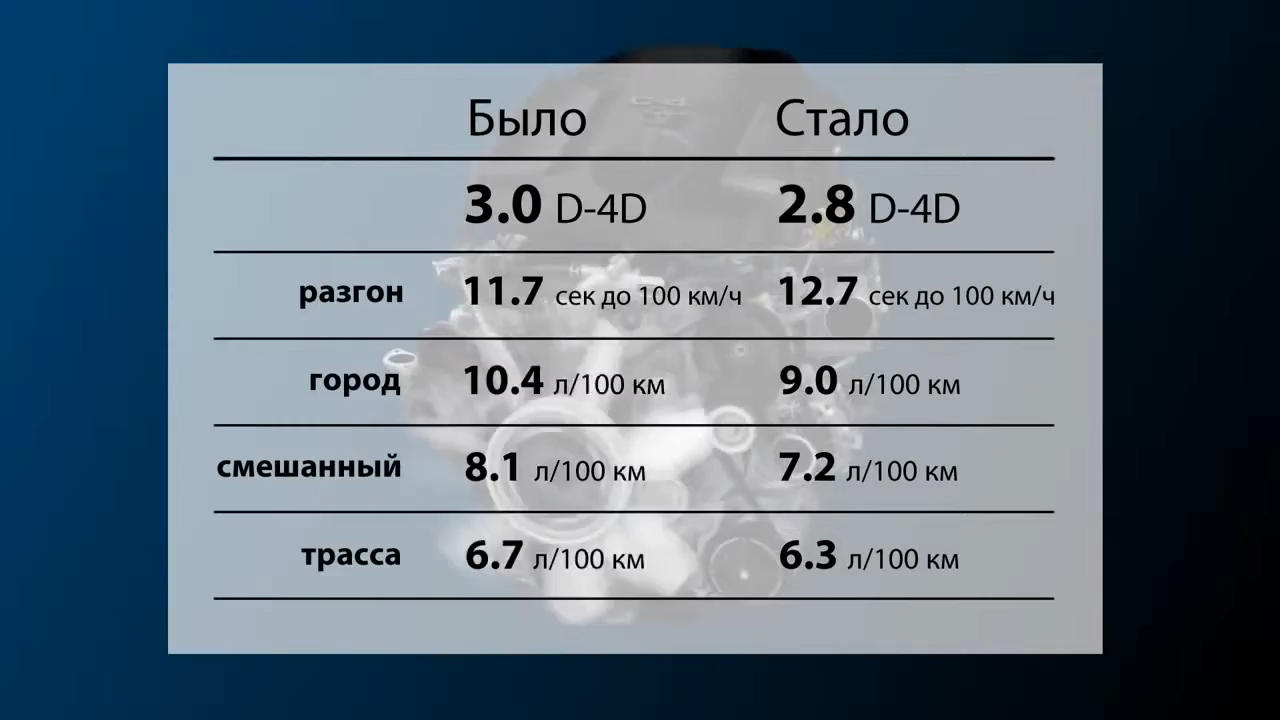 Было Стало
3.0 D-4D 2.8 D-4D
разгон 11.7 сек до 100 км/ч 12.7 сек до 100 км/ч
город 10.4 л/100 км 9.0 л/100 км
смешанный 8.1 л/100 км 7.2 л/100 км
трасса 6.7 л/100 км 6.3 л/100 км